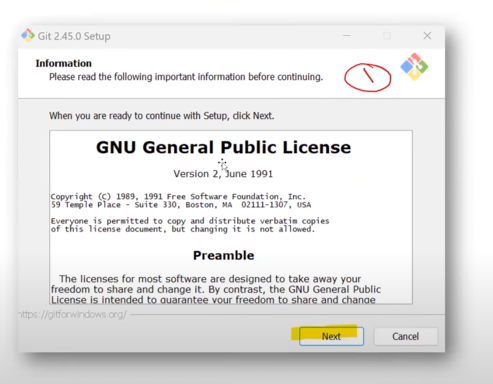 Git 2.45.0 Setup
Information
Please read the following important information before continuing.
1
When you are ready to continue with Setup, click Next.
GNU General Public License
Version 2, June 1991
Copyright (C) 1989, 1991 Free Software Foundation, Inc.
59 Temple Place - Suite 330, Boston, MA  02111-1307, USA
Everyone is permitted to copy and distribute verbatim copies
of this license document, but changing it is not allowed.
Preamble
The licenses for most software are designed to take away your
freedom to share and change it. By contrast, the GNU General Public
License is intended to guarantee your freedom to share and change
https://gitforwindows.org/
Next
Cancel